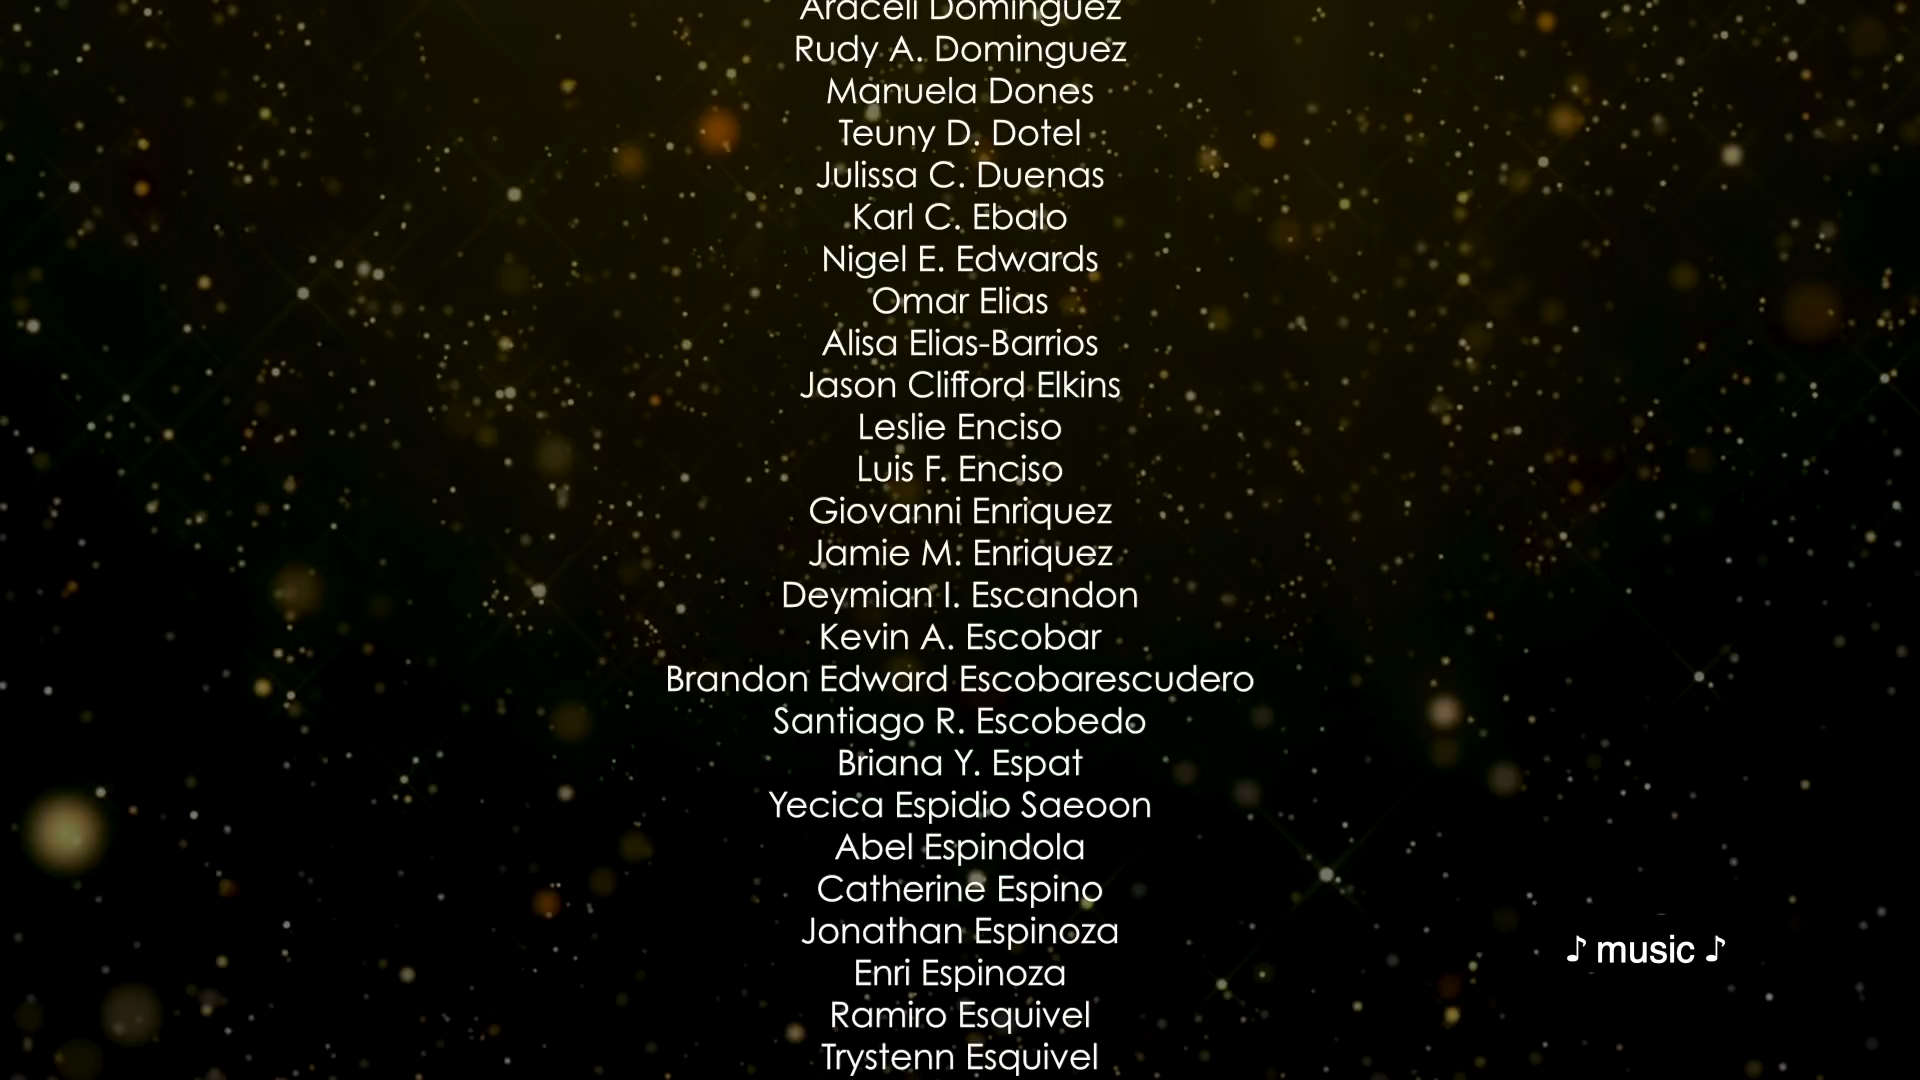 Araceli Dominguez
Rudy A. Dominguez
Manuela Dones
Teuny D. Dotel
Julissa C. Duenas
Karl C. Ebalo
Nigel E. Edwards
Omar Elias
Alisa Elias-Barrios
Jason Clifford Elkins
Leslie Enciso
Luis F. Enciso
Giovanni Enriquez
Jamie M. Enriquez
Deymian I. Escandon
Kevin A. Escobar
Brandon Edward Escobarescudero
Santiago R. Escobedo
Briana Y. Espat
Yecica Espidio Saeoon
Abel Espindola
Catherine Espino
Jonathan Espinoza
♪ music ♪
Enri Espinoza
Ramiro Esquivel
Trystenn Esquivel